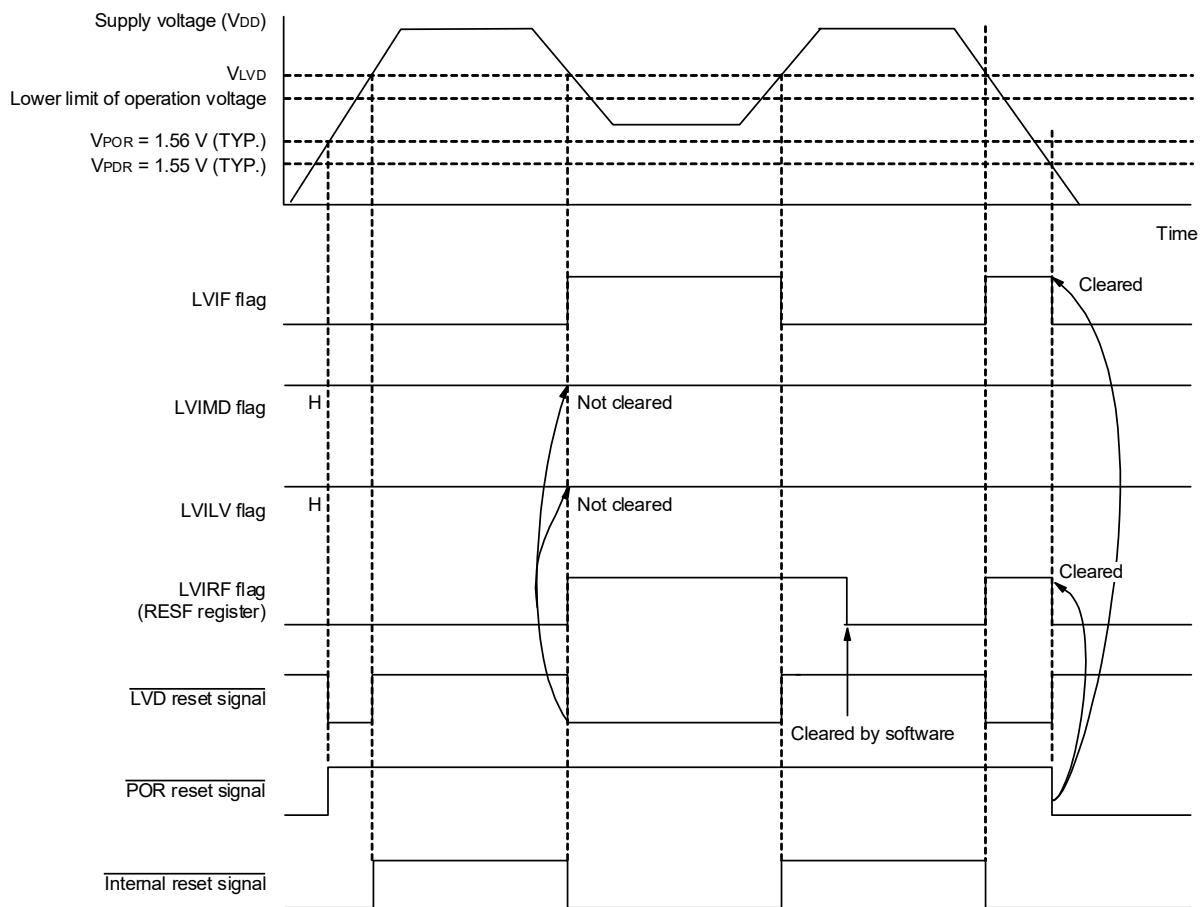 Supply voltage (VDD)
VLVD
Lower limit of operation voltage
VPOR = 1.56 V (TYP.)
VPDR = 1.55 V (TYP.)
Time
LVIF flag
Cleared
LVIMD flag
H
Not cleared
LVILV flag
H
Not cleared
LVIRF flag
(RESF register)
Cleared
LVD reset signal
Cleared by software
POR reset signal
Internal reset signal